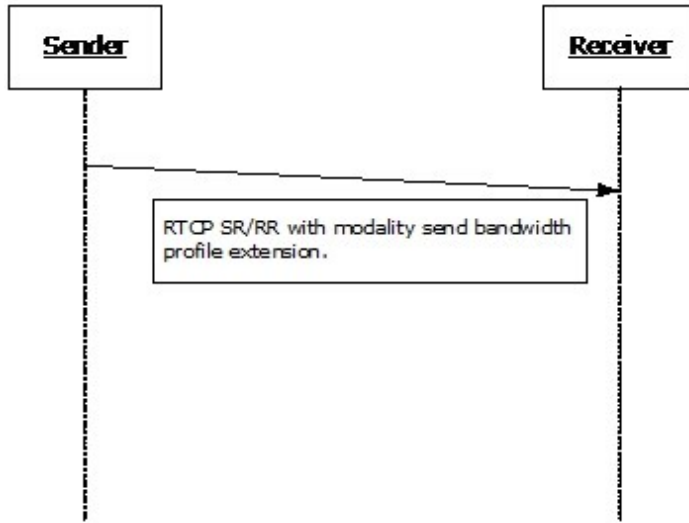 Sender
Receiver
RTCP SR/RR with modality send bandwidth
profile extension.